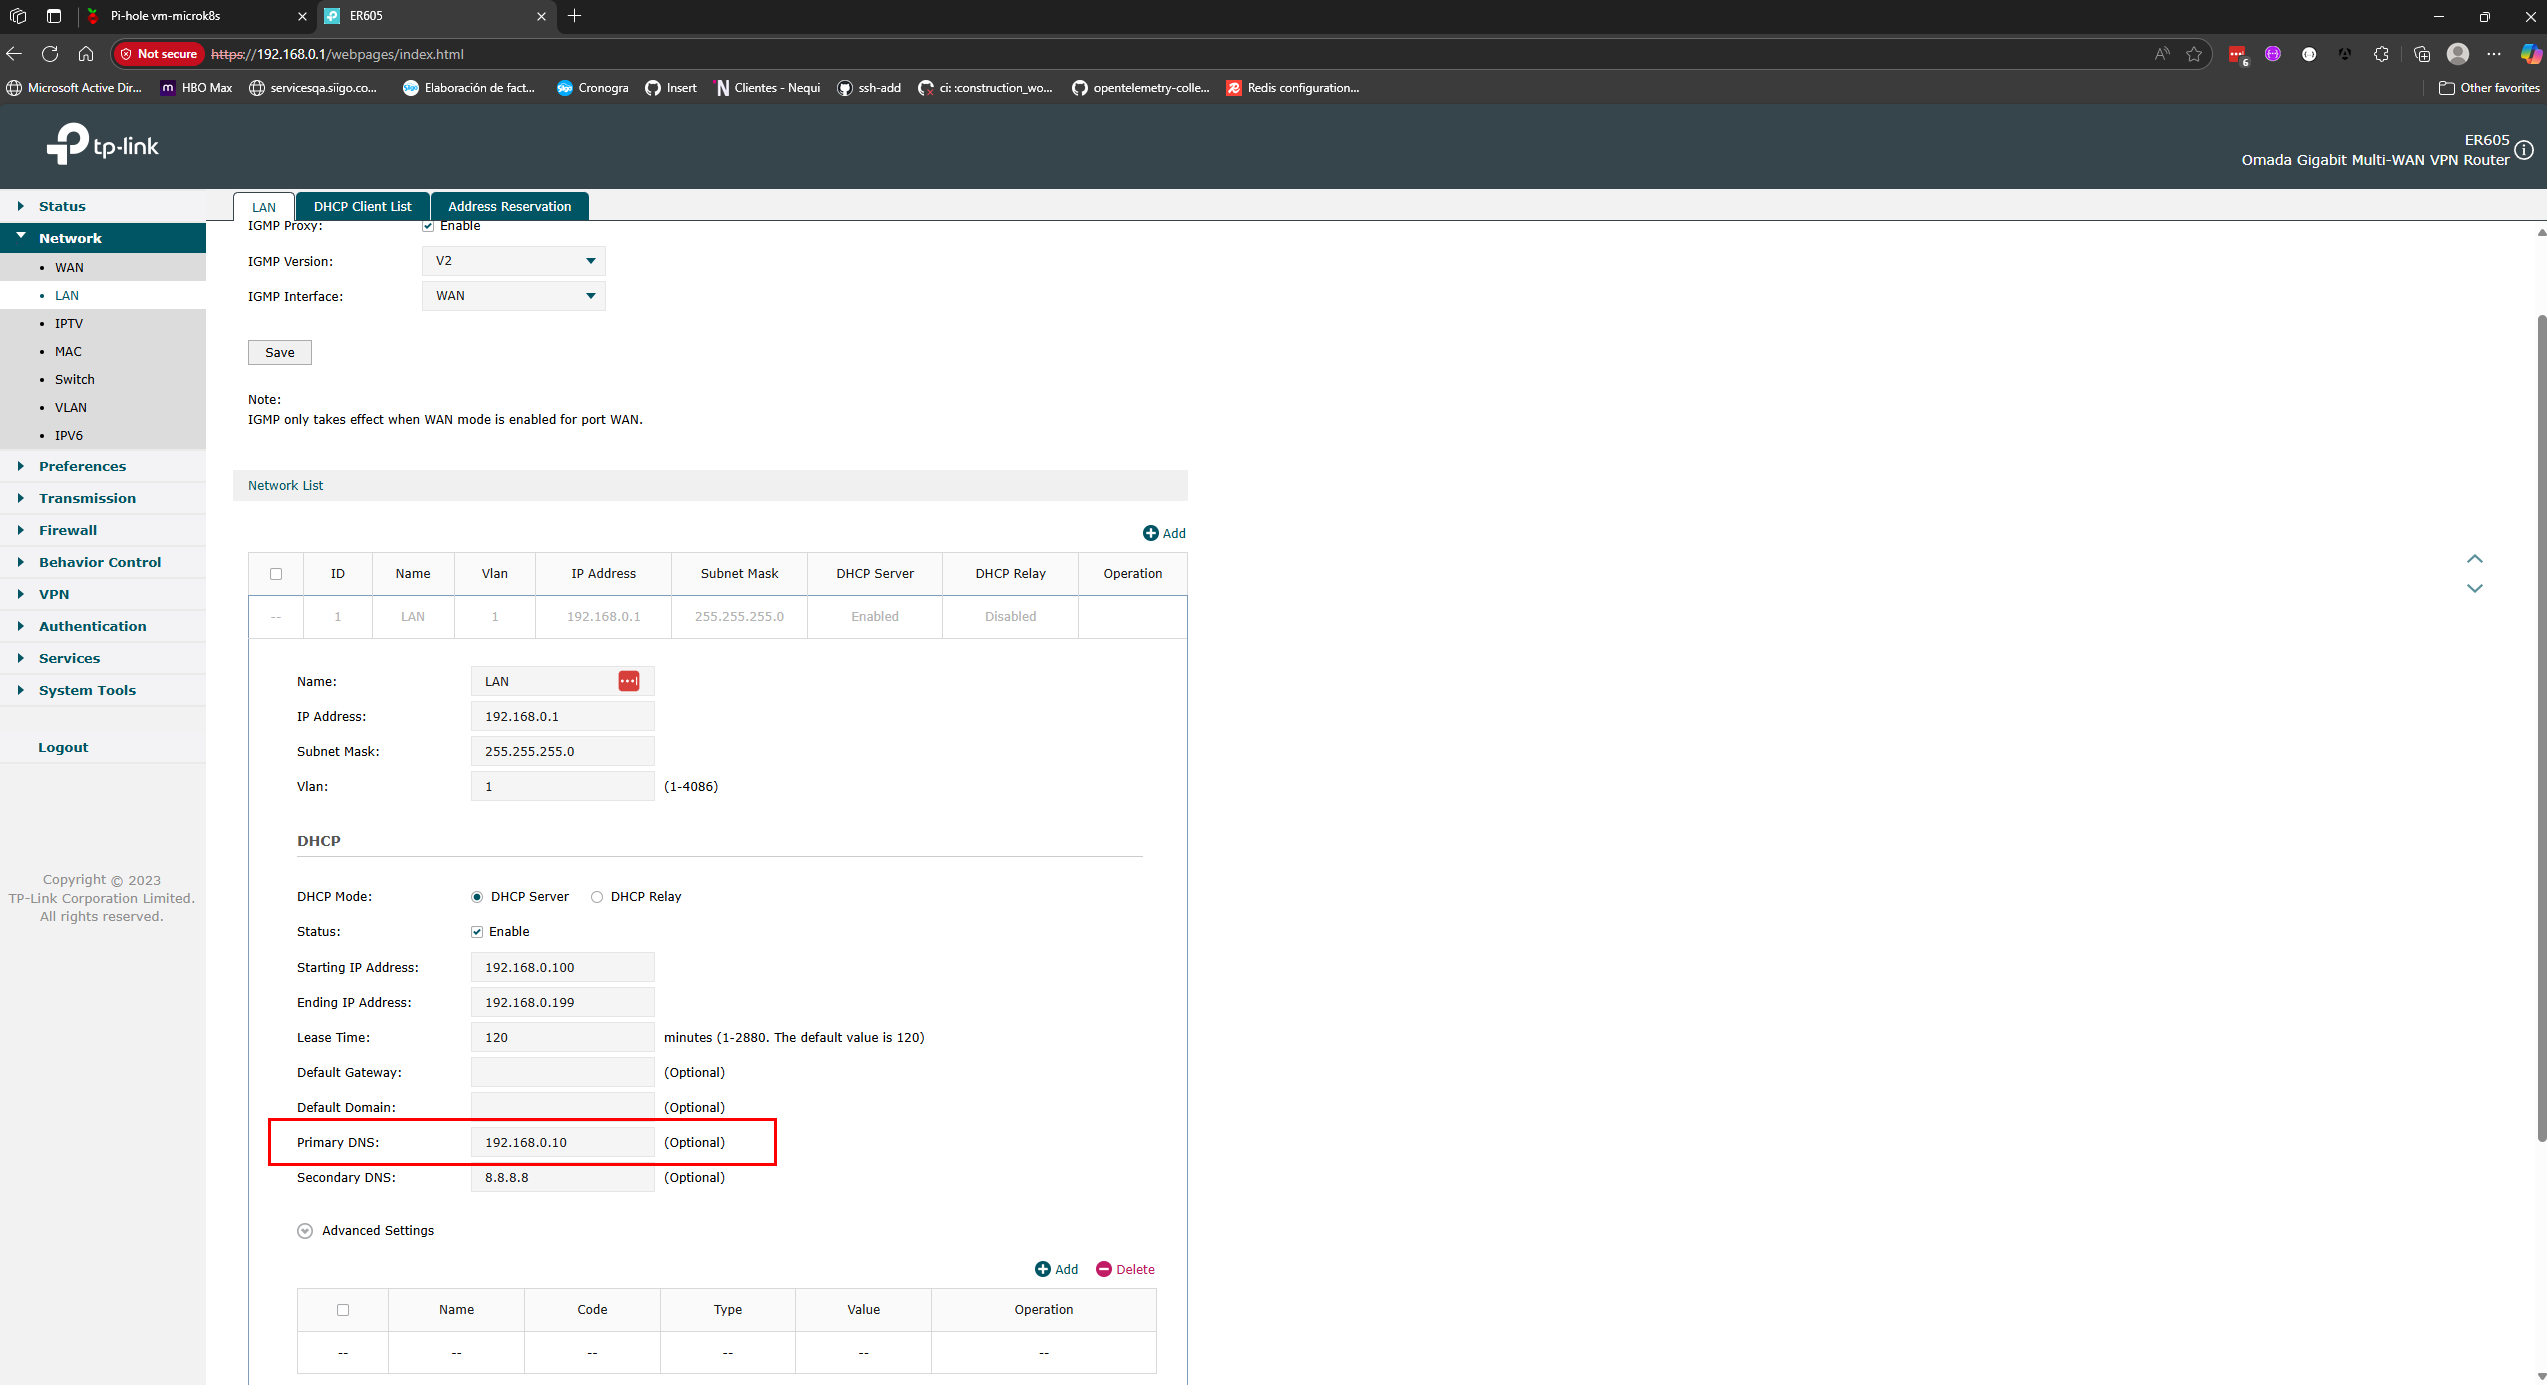 Pi-hole vm-microk8s
ER605
Not secure https://192.168.0.1/webpages/index.html
6
Microsoft Active Dir... HBO Max servicesqa.siigo.co... Elaboración de fact... Cronogra Insert Clientes - Nequi ssh-add ci: :construction_wo... opentelemetry-colle... Redis configuration... Other favorites
tp-link
ER605
Omada Gigabit Multi-WAN VPN Router
Status
Network
WAN
LAN
IPTV
MAC
Switch
VLAN
IPV6
Preferences
Transmission
Firewall
Behavior Control
VPN
Authentication
Services
System Tools
Logout
Copyright © 2023
TP-Link Corporation Limited.
All rights reserved.
LAN DHCP Client List Address Reservation
IGMP Proxy: Enable
IGMP Version: V2
IGMP Interface: WAN
Save
Note:
IGMP only takes effect when WAN mode is enabled for port WAN.
Network List
Add
ID Name Vlan IP Address Subnet Mask DHCP Server DHCP Relay Operation
-- 1 LAN 1 192.168.0.1 255.255.255.0 Enabled Disabled
Name: LAN
IP Address: 192.168.0.1
Subnet Mask: 255.255.255.0
Vlan: 1 (1-4086)
DHCP
DHCP Mode: DHCP Server DHCP Relay
Status: Enable
Starting IP Address: 192.168.0.100
Ending IP Address: 192.168.0.199
Lease Time: 120 minutes (1-2880. The default value is 120)
Default Gateway: (Optional)
Default Domain: (Optional)
Primary DNS: 192.168.0.10 (Optional)
Secondary DNS: 8.8.8.8 (Optional)
Advanced Settings
Add Delete
Name Code Type Value Operation
-- -- -- -- -- --